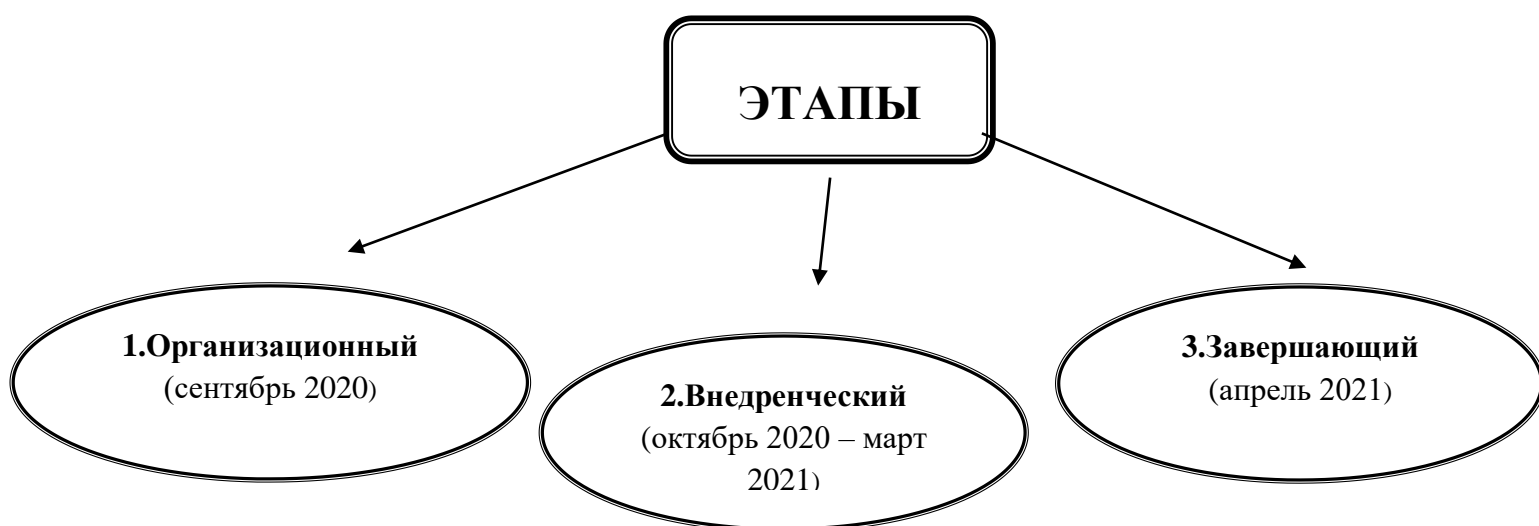 ЭТАПЫ
1.Организационный
(сентябрь 2020)
2.Внедренческий
(октябрь 2020 – март
2021)
3.Завершающий
(апрель 2021)